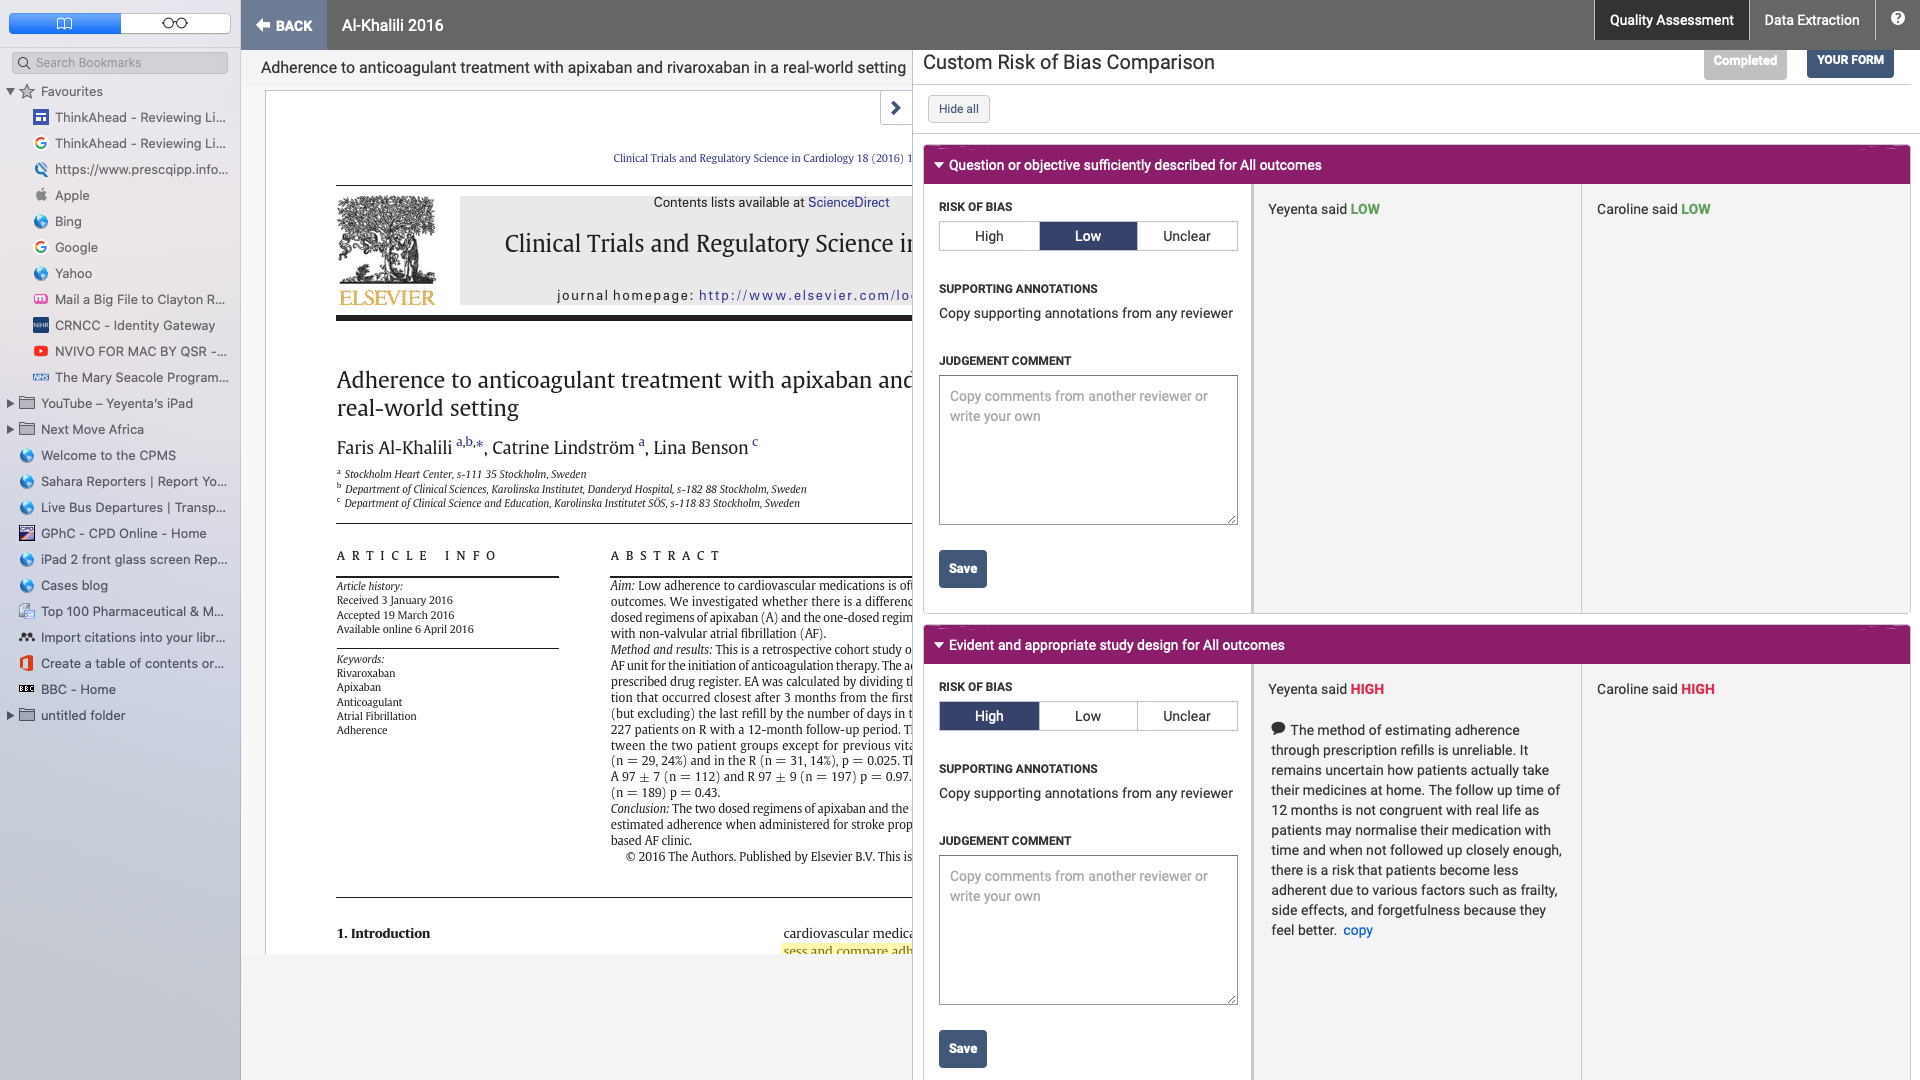 Search Bookmarks
Favourites
ThinkAhead - Reviewing Li...
ThinkAhead - Reviewing Li...
https://www.prescqipp.info...
Apple
Bing
Google
Yahoo
Mail a Big File to Clayton R...
NIHR CRNCC - Identity Gateway
NVIVO FOR MAC BY QSR -...
NHS The Mary Seacole Program...
YouTube – Yeyenta's iPad
Next Move Africa
Welcome to the CPMS
Sahara Reporters | Report Yo...
Live Bus Departures | Transp...
CPD GPhC - CPD Online - Home
iPad 2 front glass screen Rep...
Cases blog
Top 100 Pharmaceutical & M...
Import citations into your libr...
Create a table of contents or...
BBC BBC - Home
untitled folder
BACK Al-Khalili 2016
Quality Assessment Data Extraction ?
Adherence to anticoagulant treatment with apixaban and rivaroxaban in a real-world setting
Clinical Trials and Regulatory Science in Cardiology 18 (2016) 1
Contents lists available at ScienceDirect
Clinical Trials and Regulatory Science in
ELSEVIER
journal homepage: http://www.elsevier.com/lo
Adherence to anticoagulant treatment with apixaban and
real-world setting
Faris Al-Khalili a,b,*, Catrine Lindström a, Lina Benson c
a Stockholm Heart Center, s-111 35 Stockholm, Sweden
b Department of Clinical Sciences, Karolinska Institutet, Danderyd Hospital, s-182 88 Stockholm, Sweden
c Department of Clinical Science and Education, Karolinska Institutet SÖS, s-118 83 Stockholm, Sweden
ARTICLE INFO
Article history:
Received 3 January 2016
Accepted 19 March 2016
Available online 6 April 2016
Keywords:
Rivaroxaban
Apixaban
Anticoagulant
Atrial Fibrillation
Adherence
ABSTRACT
Aim: Low adherence to cardiovascular medications is of
outcomes. We investigated whether there is a differenc
dosed regimens of apixaban (A) and the one-dosed regim
with non-valvular atrial fibrillation (AF).
Method and results: This is a retrospective cohort study o
AF unit for the initiation of anticoagulation therapy. The a
prescribed drug register. EA was calculated by dividing t
tion that occurred closest after 3 months from the first
(but excluding) the last refill by the number of days in t
227 patients on R with a 12-month follow-up period. T
tween the two patient groups except for previous vita
(n = 29, 24%) and in the R (n = 31, 14%), p = 0.025. T
A 97 ± 7 (n = 112) and R 97 ± 9 (n = 197) p = 0.97.
(n = 189) p = 0.43.
Conclusion: The two dosed regimens of apixaban and the
estimated adherence when administered for stroke prop
based AF clinic.
© 2016 The Authors. Published by Elsevier B.V. This is
1. Introduction
cardiovascular medica
sess and compare adh
Custom Risk of Bias Comparison
Completed YOUR FORM
Hide all
Question or objective sufficiently described for All outcomes
RISK OF BIAS
High Low Unclear
SUPPORTING ANNOTATIONS
Copy supporting annotations from any reviewer
JUDGEMENT COMMENT
Copy comments from another reviewer or
write your own
Save
Yeyenta said LOW
Caroline said LOW
Evident and appropriate study design for All outcomes
RISK OF BIAS
High Low Unclear
SUPPORTING ANNOTATIONS
Copy supporting annotations from any reviewer
JUDGEMENT COMMENT
Copy comments from another reviewer or
write your own
Save
Yeyenta said HIGH
The method of estimating adherence
through prescription refills is unreliable. It
remains uncertain how patients actually take
their medicines at home. The follow up time of
12 months is not congruent with real life as
patients may normalise their medication with
time and when not followed up closely enough,
there is a risk that patients become less
adherent due to various factors such as frailty,
side effects, and forgetfulness because they
feel better. copy
Caroline said HIGH